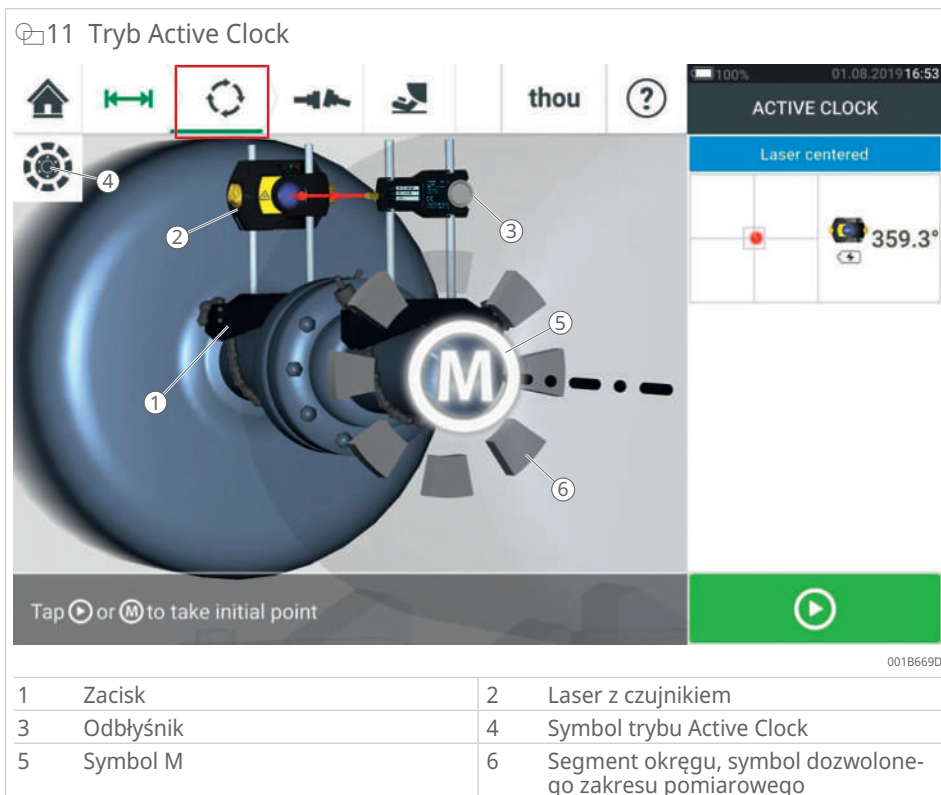 11 Tryb Active Clock
100% 01.08.2019 16:53
thou ?
ACTIVE CLOCK
Laser centered
4
2
3
359.3°
5
M
1
6
Tap or M to take initial point
001B669D
1 Zacisk 2 Laser z czujnikiem
3 Odbłyśnik 4 Symbol trybu Active Clock
5 Symbol M 6 Segment okręgu, symbol dozwolone-
go zakresu pomiarowego